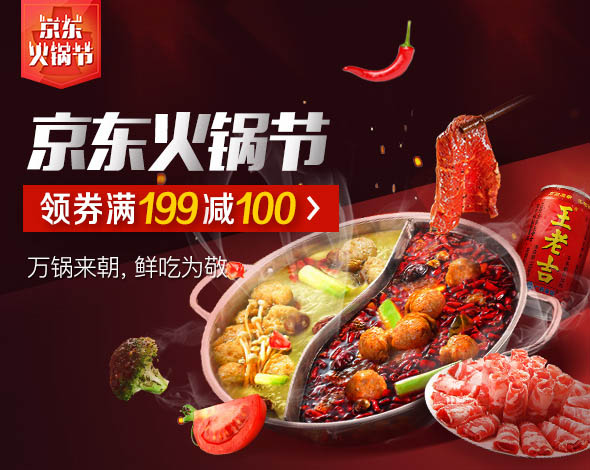 京东
火锅节
京东火锅节
领券满199减100 >
万锅来朝, 鲜吃为敬
王老吉